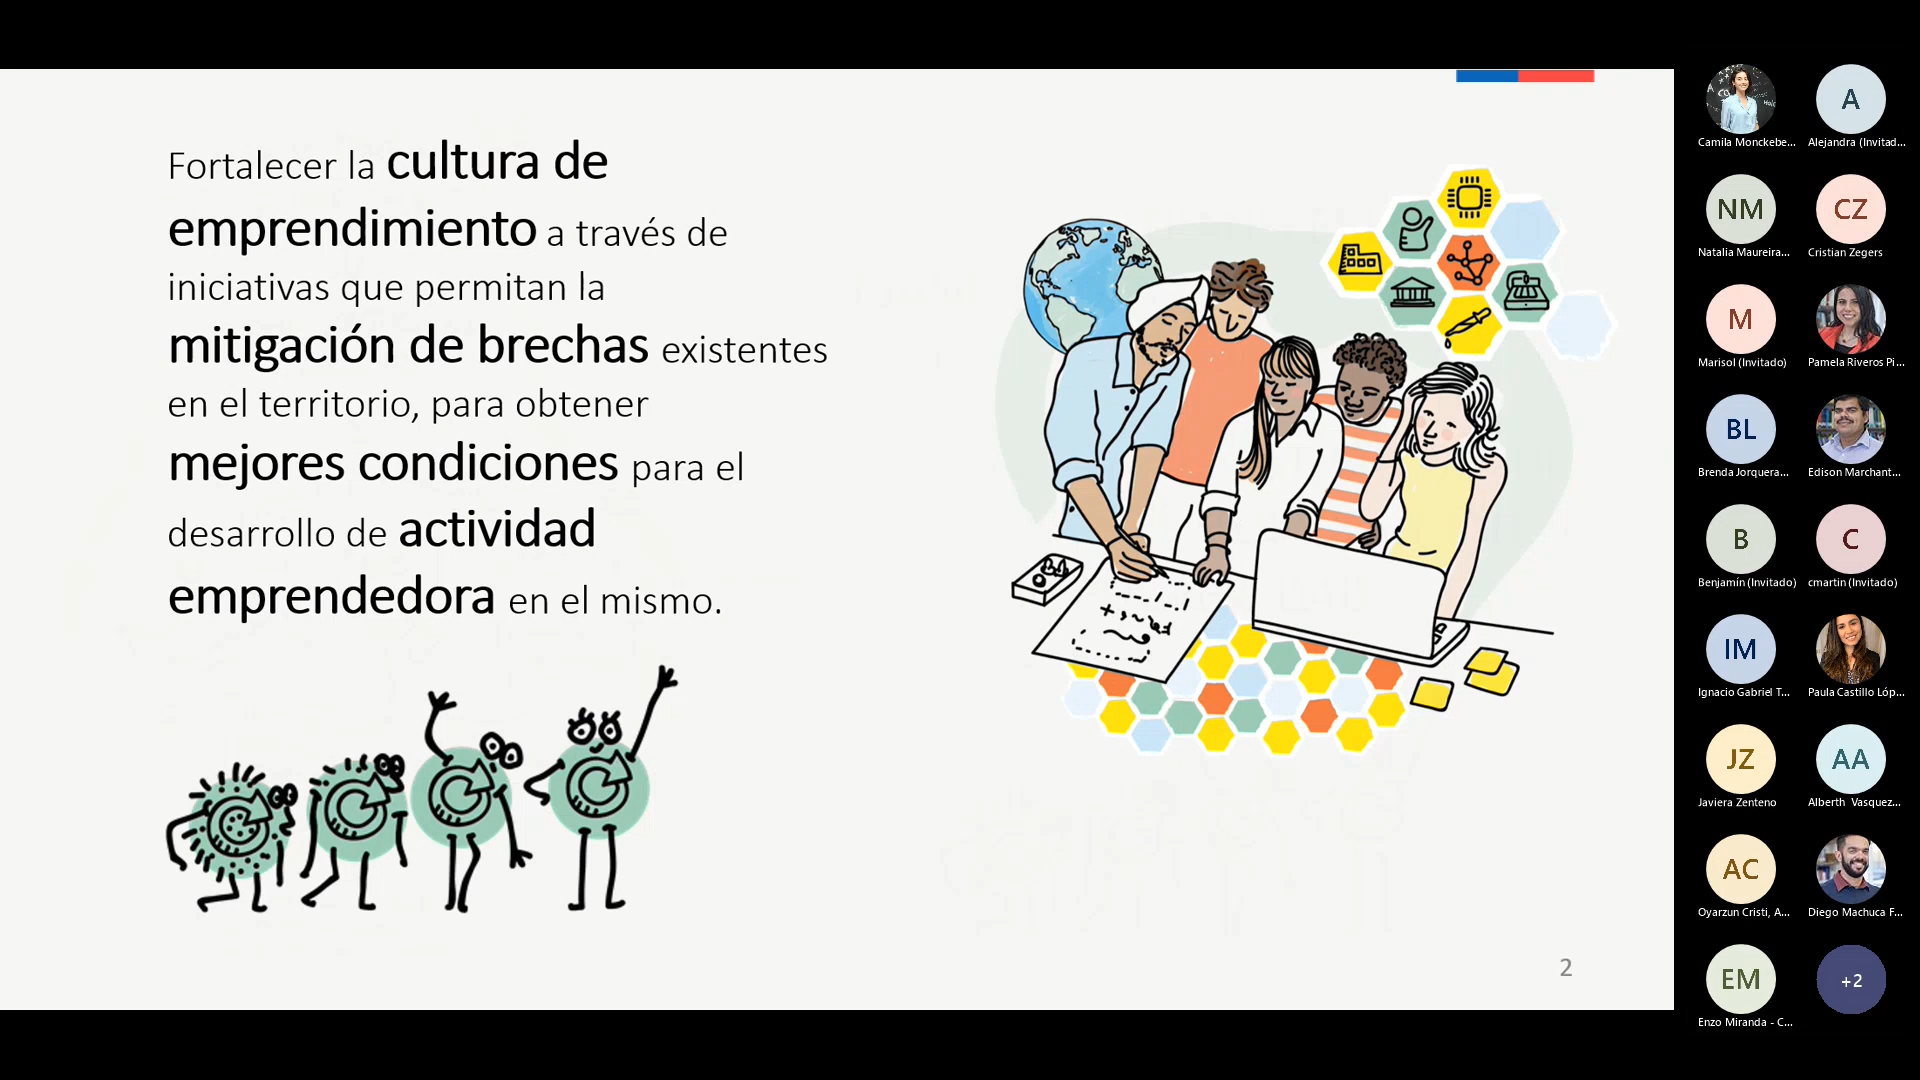 Fortalecer la cultura de
emprendimiento a través de
iniciativas que permitan la
mitigación de brechas existentes
en el territorio, para obtener
mejores condiciones para el
desarrollo de actividad
emprendedora en el mismo.
2
Camila Monckebe...
A
Alejandra (Invitad...
NM
Natalia Maureira...
CZ
Cristian Zegers
M
Marisol (Invitado)
Pamela Riveros Pi...
BL
Brenda Jorquera...
Edison Marchant...
B
Benjamín (Invitado)
C
cmartin (Invitado)
IM
Ignacio Gabriel T...
Paula Castillo Lóp...
JZ
Javiera Zenteno
AA
Alberth Vasquez...
AC
Oyarzun Cristi, A...
Diego Machuca F...
EM
Enzo Miranda - C...
+2